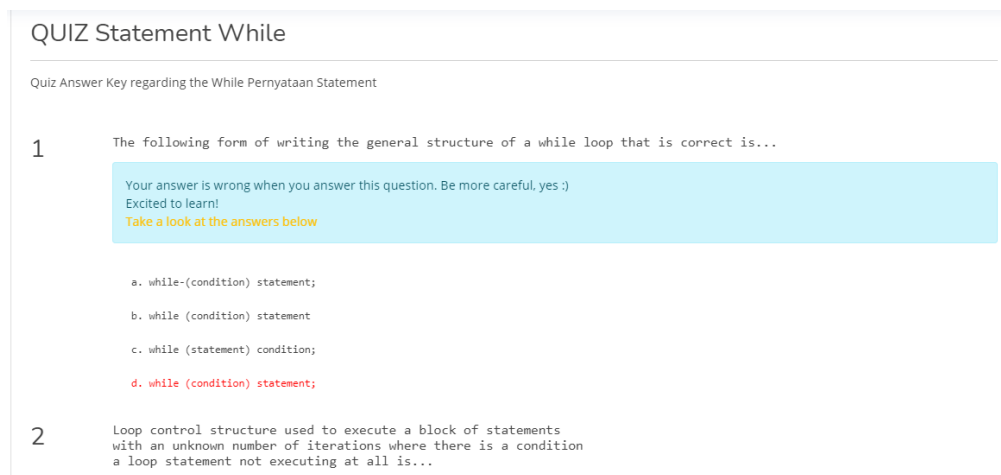 QUIZ Statement While
Quiz Answer Key regarding the While Pernyataan Statement
1
The following form of writing the general structure of a while loop that is correct is...
Your answer is wrong when you answer this question. Be more careful, yes :)
Excited to learn!
Take a look at the answers below
a. while-(condition) statement;
b. while (condition) statement
c. while (statement) condition;
d. while (condition) statement;
2
Loop control structure used to execute a block of statements
with an unknown number of iterations where there is a condition
a loop statement not executing at all is...